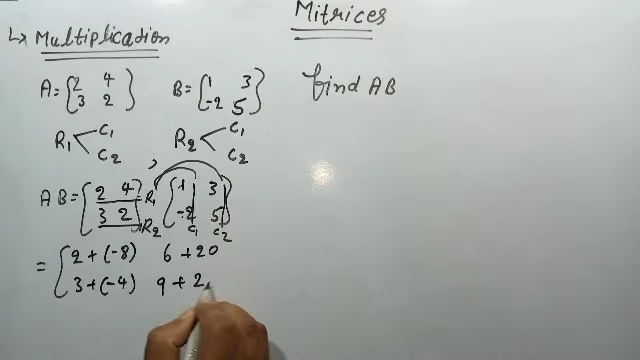 Mitrices
↳ Multiplication
A = [2 4 B = [1 3 find AB
3 2] -2 5]
R1 < C1 R2 < C1
C2 , C2
AB = [2 4 R1 [1 3
3 2] R2 -2 5]
C1 C2
= [2 + (-8) 6 + 20
3 + (-4) 9 + 2